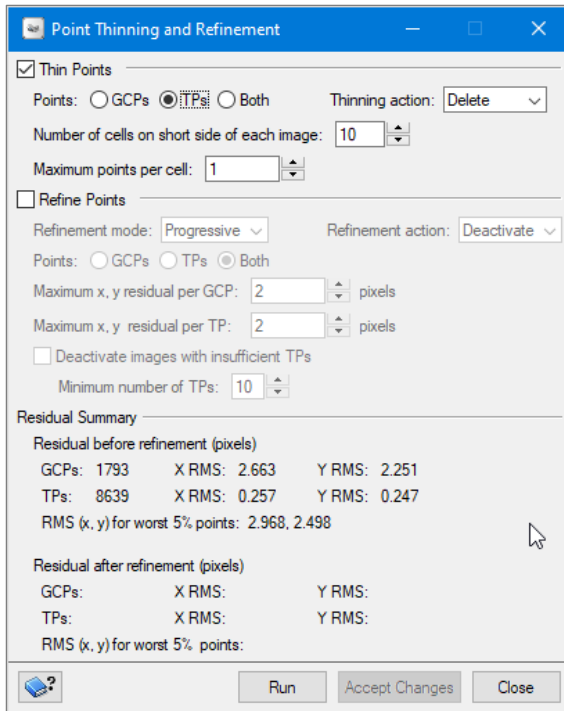 Point Thinning and Refinement
Thin Points
Points: GCPs TPs Both Thinning action: Delete
Number of cells on short side of each image: 10
Maximum points per cell: 1
Refine Points
Refinement mode: Progressive Refinement action: Deactivate
Points: GCPs TPs Both
Maximum x, y residual per GCP: 2 pixels
Maximum x, y residual per TP: 2 pixels
Deactivate images with insufficient TPs
Minimum number of TPs: 10
Residual Summary
Residual before refinement (pixels)
GCPs: 1793 X RMS: 2.663 Y RMS: 2.251
TPs: 8639 X RMS: 0.257 Y RMS: 0.247
RMS (x, y) for worst 5% points: 2.968, 2.498
Residual after refinement (pixels)
GCPs: X RMS: Y RMS:
TPs: X RMS: Y RMS:
RMS (x, y) for worst 5% points:
? Run Accept Changes Close